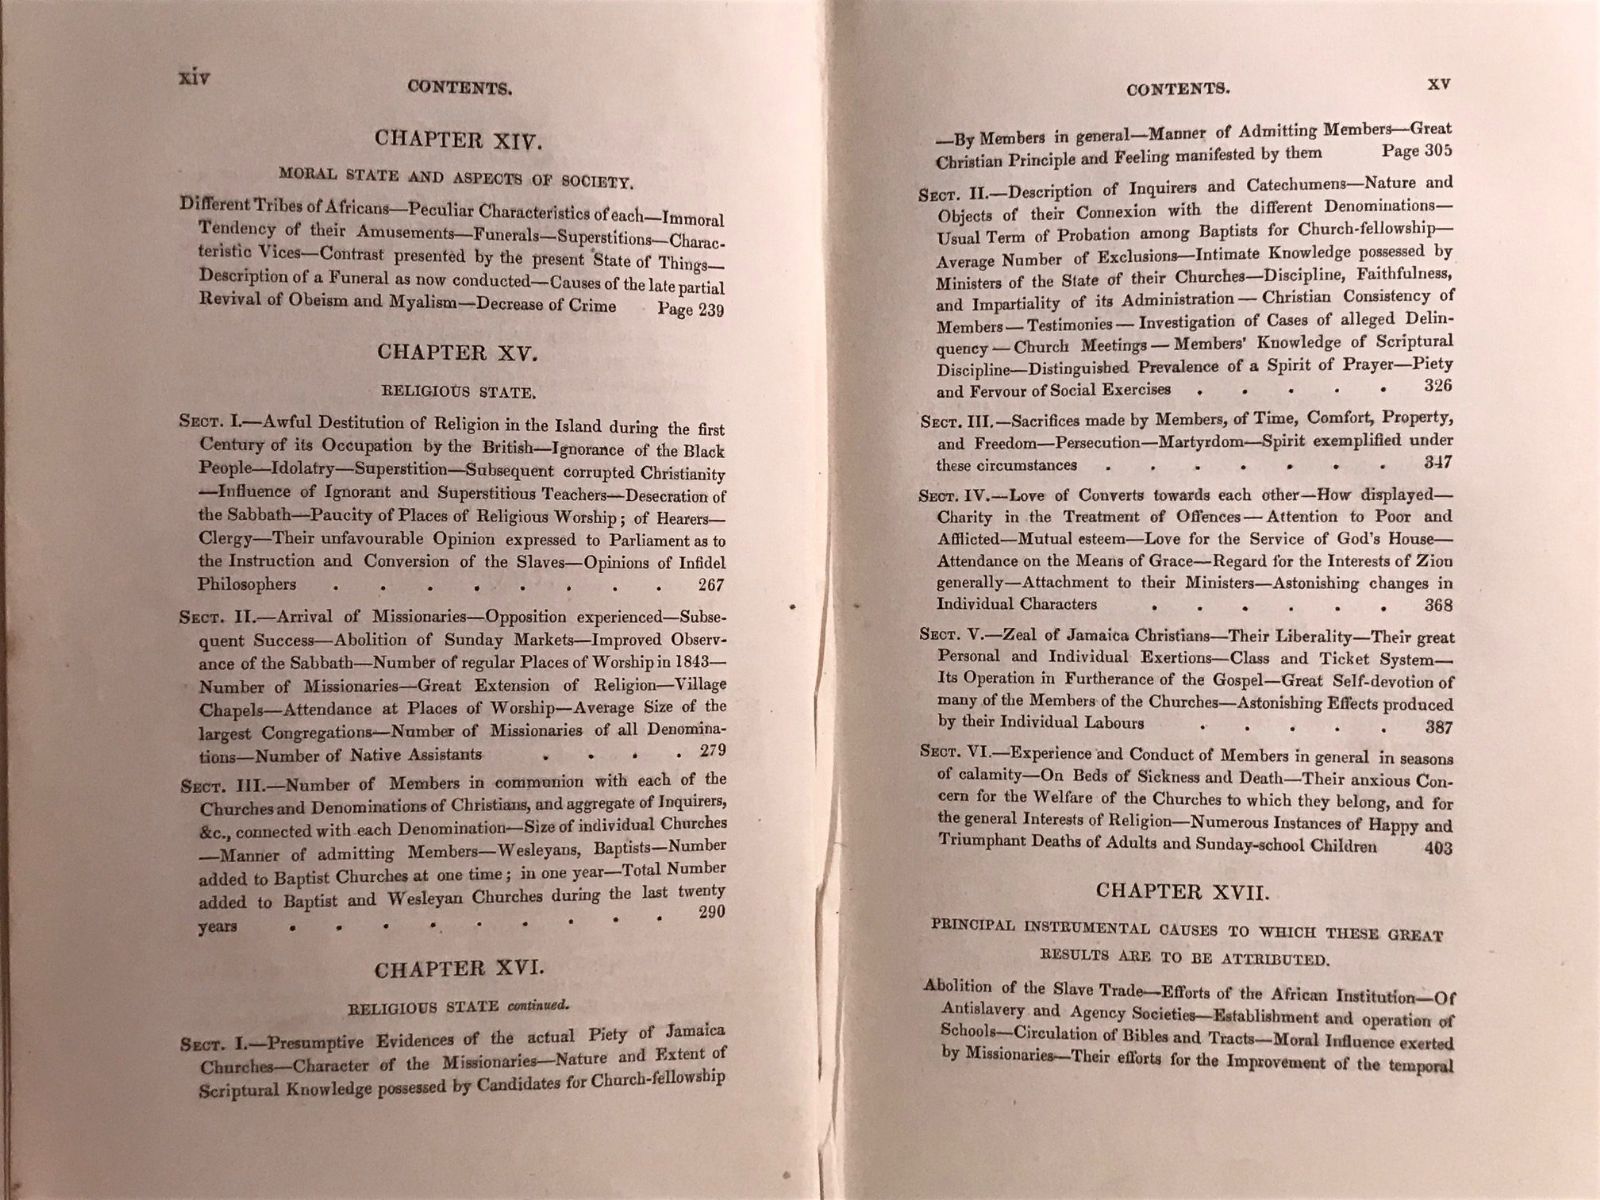 xiv
CONTENTS.
CHAPTER XIV.
MORAL STATE AND ASPECTS OF SOCIETY.
Different Tribes of Africans—Peculiar Characteristics of each—Immoral
Tendency of their Amusements—Funerals—Superstitions—Charac-
teristic Vices—Contrast presented by the present State of Things—
Description of a Funeral as now conducted—Causes of the late partial
Revival of Obeism and Myalism—Decrease of Crime Page 239
CHAPTER XV.
RELIGIOUS STATE.
SECT. I.—Awful Destitution of Religion in the Island during the first
Century of its Occupation by the British—Ignorance of the Black
People—Idolatry—Superstition—Subsequent corrupted Christianity
—Influence of Ignorant and Superstitious Teachers—Desecration of
the Sabbath—Paucity of Places of Religious Worship; of Hearers—
Clergy—Their unfavourable Opinion expressed to Parliament as to
the Instruction and Conversion of the Slaves—Opinions of Infidel
Philosophers . . . . . . . . 267
SECT. II.—Arrival of Missionaries—Opposition experienced—Subse-
quent Success—Abolition of Sunday Markets—Improved Observ-
ance of the Sabbath—Number of regular Places of Worship in 1843—
Number of Missionaries—Great Extension of Religion—Village
Chapels—Attendance at Places of Worship—Average Size of the
largest Congregations—Number of Missionaries of all Denomina-
tions—Number of Native Assistants . . . . 279
SECT. III.—Number of Members in communion with each of the
Churches and Denominations of Christians, and aggregate of Inquirers,
&c., connected with each Denomination—Size of individual Churches
—Manner of admitting Members—Wesleyans, Baptists—Number
added to Baptist Churches at one time; in one year—Total Number
added to Baptist and Wesleyan Churches during the last twenty
years . . . . . . . . . 290
CHAPTER XVI.
RELIGIOUS STATE continued.
SECT. I.—Presumptive Evidences of the actual Piety of Jamaica
Churches—Character of the Missionaries—Nature and Extent of
Scriptural Knowledge possessed by Candidates for Church-fellowship
CONTENTS.
XV
—By Members in general—Manner of Admitting Members—Great
Christian Principle and Feeling manifested by them Page 305
SECT. II.—Description of Inquirers and Catechumens—Nature and
Objects of their Connexion with the different Denominations—
Usual Term of Probation among Baptists for Church-fellowship—
Average Number of Exclusions—Intimate Knowledge possessed by
Ministers of the State of their Churches—Discipline, Faithfulness,
and Impartiality of its Administration—Christian Consistency of
Members—Testimonies—Investigation of Cases of alleged Delin-
quency—Church Meetings—Members' Knowledge of Scriptural
Discipline—Distinguished Prevalence of a Spirit of Prayer—Piety
and Fervour of Social Exercises . . . . . 326
SECT. III.—Sacrifices made by Members, of Time, Comfort, Property,
and Freedom—Persecution—Martyrdom—Spirit exemplified under
these circumstances . . . . . . . 347
SECT. IV.—Love of Converts towards each other—How displayed—
Charity in the Treatment of Offences—Attention to Poor and
Afflicted—Mutual esteem—Love for the Service of God's House—
Attendance on the Means of Grace—Regard for the Interests of Zion
generally—Attachment to their Ministers—Astonishing changes in
Individual Characters . . . . . . 368
SECT. V.—Zeal of Jamaica Christians—Their Liberality—Their great
Personal and Individual Exertions—Class and Ticket System—
Its Operation in Furtherance of the Gospel—Great Self-devotion of
many of the Members of the Churches—Astonishing Effects produced
by their Individual Labours . . . . . 387
SECT. VI.—Experience and Conduct of Members in general in seasons
of calamity—On Beds of Sickness and Death—Their anxious Con-
cern for the Welfare of the Churches to which they belong, and for
the general Interests of Religion—Numerous Instances of Happy and
Triumphant Deaths of Adults and Sunday-school Children 403
CHAPTER XVII.
PRINCIPAL INSTRUMENTAL CAUSES TO WHICH THESE GREAT
RESULTS ARE TO BE ATTRIBUTED.
Abolition of the Slave Trade—Efforts of the African Institution—Of
Antislavery and Agency Societies—Establishment and operation of
Schools—Circulation of Bibles and Tracts—Moral Influence exerted
by Missionaries—Their efforts for the Improvement of the temporal